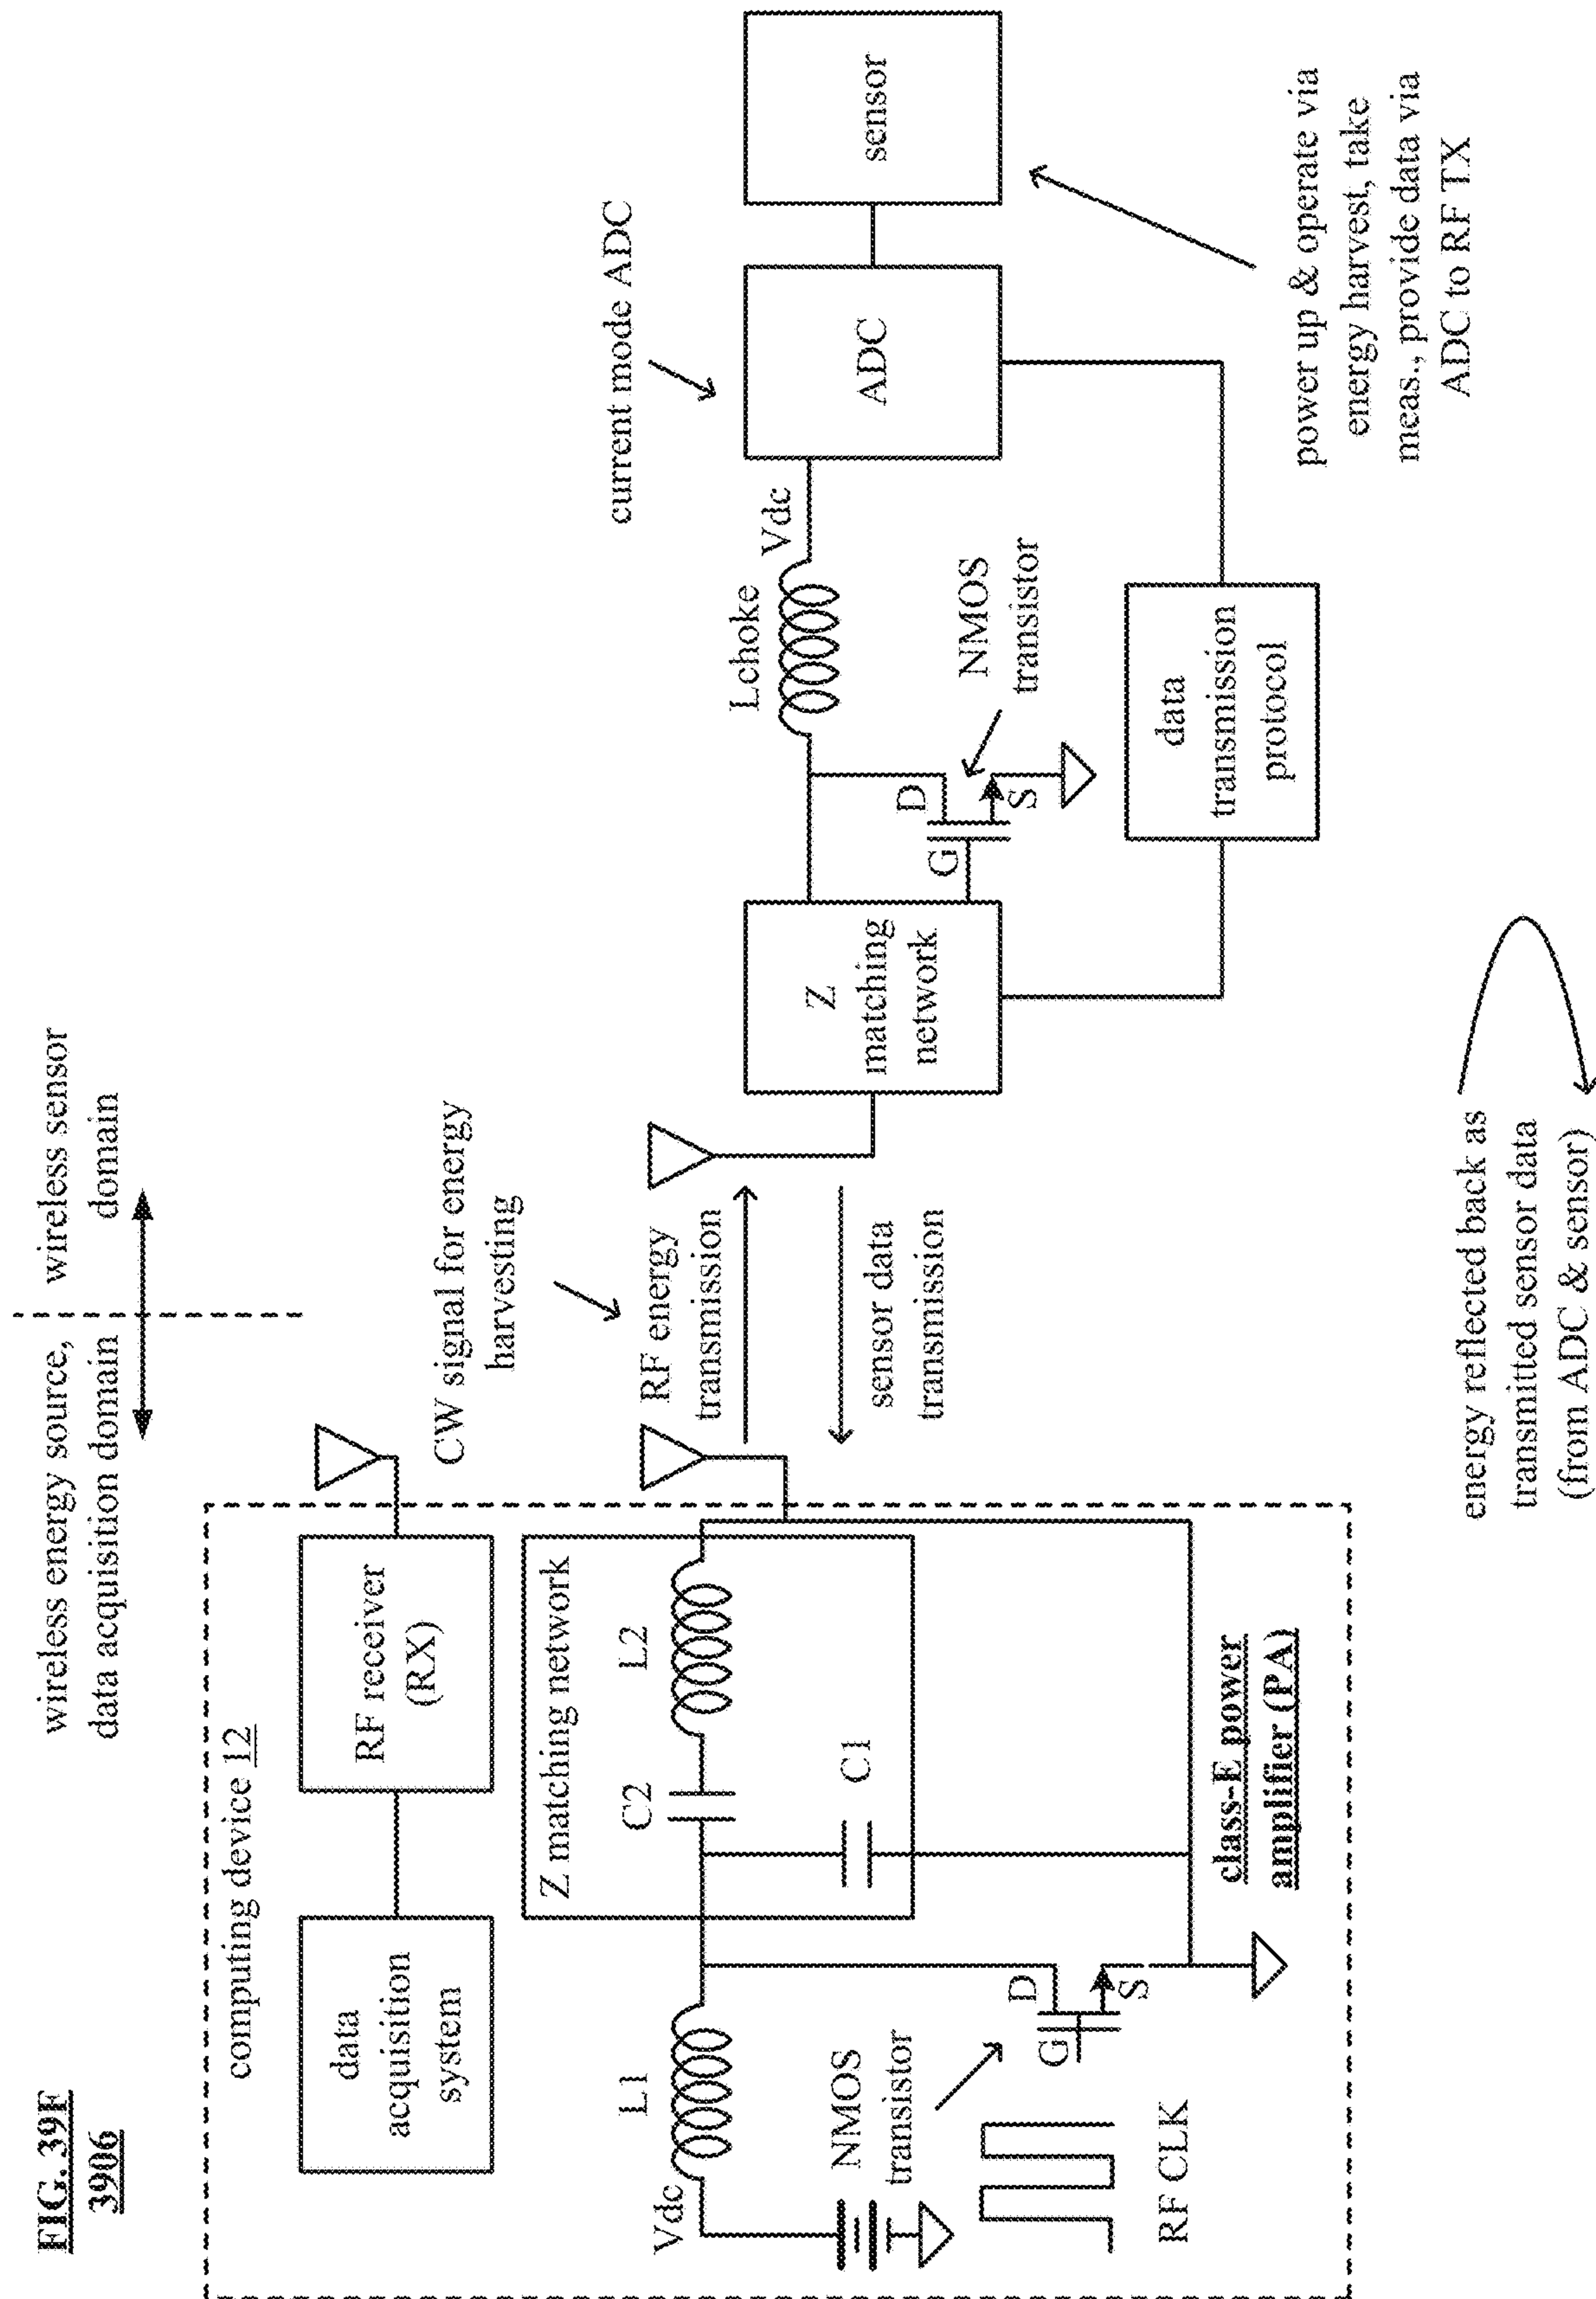 FIG. 39F
3906
wireless energy source,
data acquisition domain
wireless sensor
domain
computing device 12
data
acquisition
system
RF receiver
(RX)
CW signal for energy
harvesting
Z matching network
Vdc
L1
C2
L2
C1
NMOS
transistor
RF CLK
G
D
S
class-E power
amplifier (PA)
RF energy
transmission
sensor data
transmission
Z
matching
network
G
D
S
NMOS
transistor
Lchoke
Vdc
current mode ADC
ADC
sensor
data
transmission
protocol
power up & operate via
energy harvest, take
meas., provide data via
ADC to RF TX
energy reflected back as
transmitted sensor data
(from ADC & sensor)